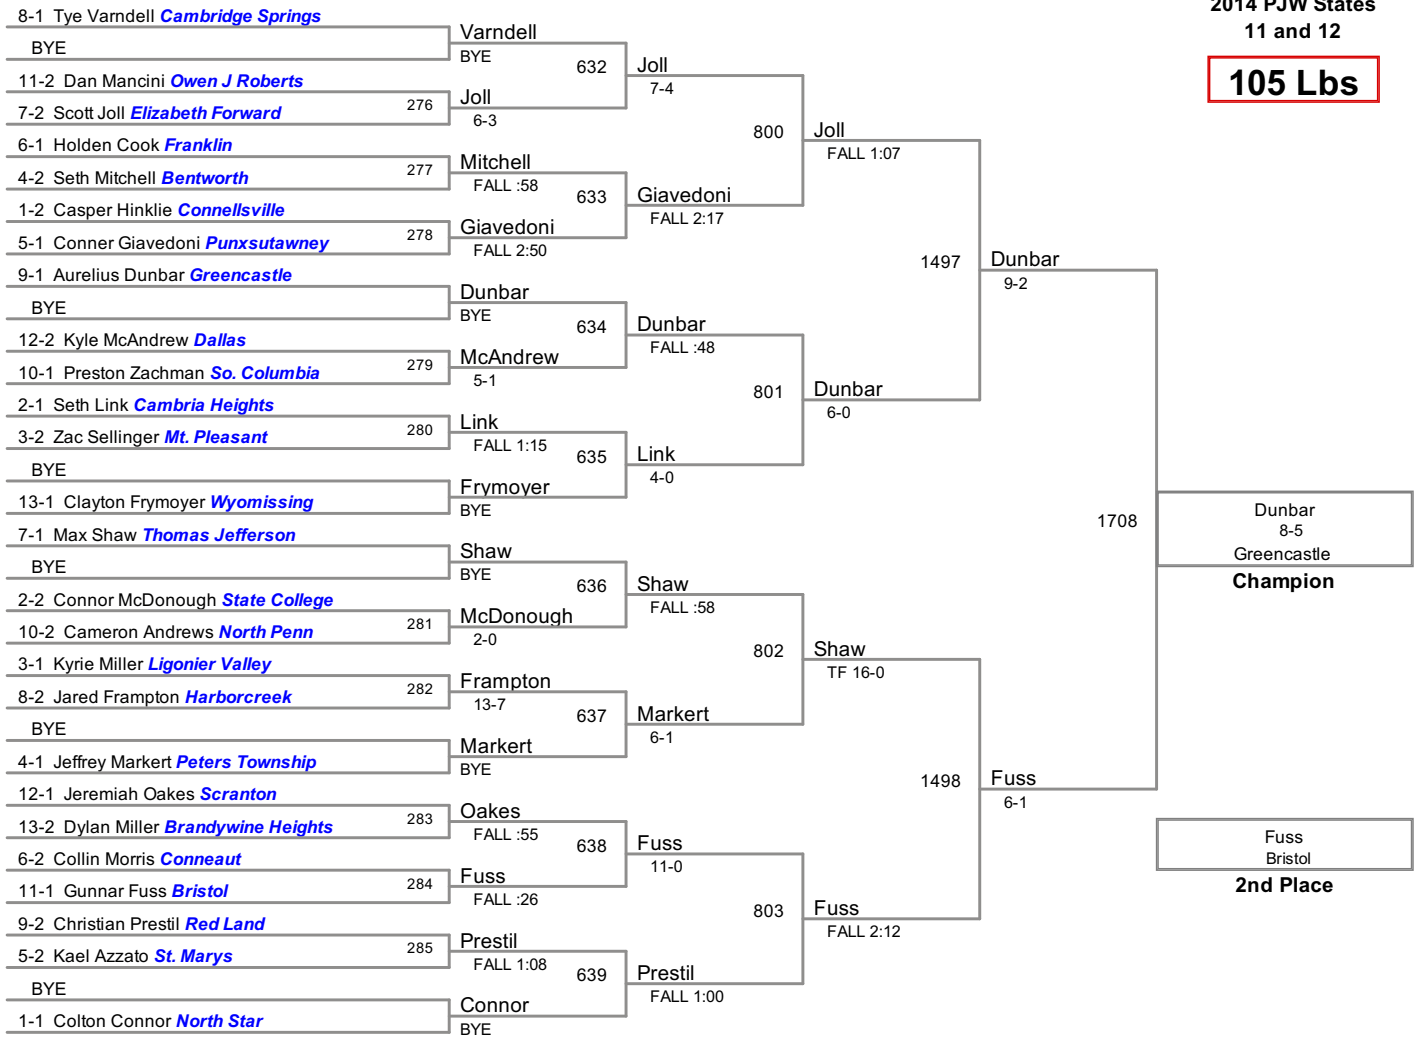 2014 PJW States
11 and 12
105 Lbs
8-1 Tye Varndell Cambridge Springs
BYE
11-2 Dan Mancini Owen J Roberts
7-2 Scott Joll Elizabeth Forward
6-1 Holden Cook Franklin
4-2 Seth Mitchell Bentworth
1-2 Casper Hinklie Connellsville
5-1 Conner Giavedoni Punxsutawney
9-1 Aurelius Dunbar Greencastle
BYE
12-2 Kyle McAndrew Dallas
10-1 Preston Zachman So. Columbia
2-1 Seth Link Cambria Heights
3-2 Zac Sellinger Mt. Pleasant
BYE
13-1 Clayton Frymoyer Wyomissing
7-1 Max Shaw Thomas Jefferson
BYE
2-2 Connor McDonough State College
10-2 Cameron Andrews North Penn
3-1 Kyrie Miller Ligonier Valley
8-2 Jared Frampton Harborcreek
BYE
4-1 Jeffrey Markert Peters Township
12-1 Jeremiah Oakes Scranton
13-2 Dylan Miller Brandywine Heights
6-2 Collin Morris Conneaut
11-1 Gunnar Fuss Bristol
9-2 Christian Prestil Red Land
5-2 Kael Azzato St. Marys
BYE
1-1 Colton Connor North Star
276
277
278
279
280
281
282
283
284
285
Varndell
BYE
Joll
6-3
Mitchell
FALL :58
Giavedoni
FALL 2:50
Dunbar
BYE
McAndrew
5-1
Link
FALL 1:15
Frymoyer
BYE
Shaw
BYE
McDonough
2-0
Frampton
13-7
Markert
BYE
Oakes
FALL :55
Fuss
FALL :26
Prestil
FALL 1:08
Connor
BYE
632
633
634
635
636
637
638
639
Joll
7-4
Giavedoni
FALL 2:17
Dunbar
FALL :48
Link
4-0
Shaw
FALL :58
Markert
6-1
Fuss
11-0
Prestil
FALL 1:00
800
801
802
803
Joll
FALL 1:07
Dunbar
6-0
Shaw
TF 16-0
Fuss
FALL 2:12
1497
1498
Dunbar
9-2
Fuss
6-1
1708
Dunbar
8-5
Greencastle
Champion
Fuss
Bristol
2nd Place